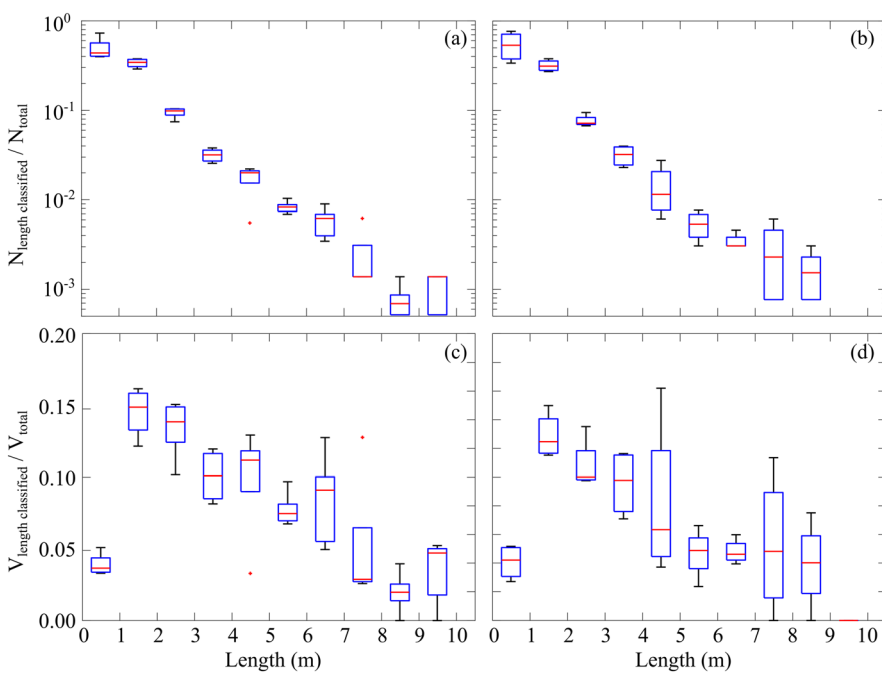 10^0
10^-1
10^-2
10^-3
N_length classified / N_total
(a)
(b)
0.20
0.15
0.10
0.05
0.00
V_length classified / V_total
(c)
(d)
0 1 2 3 4 5 6 7 8 9 10
Length (m)
0 1 2 3 4 5 6 7 8 9 10
Length (m)